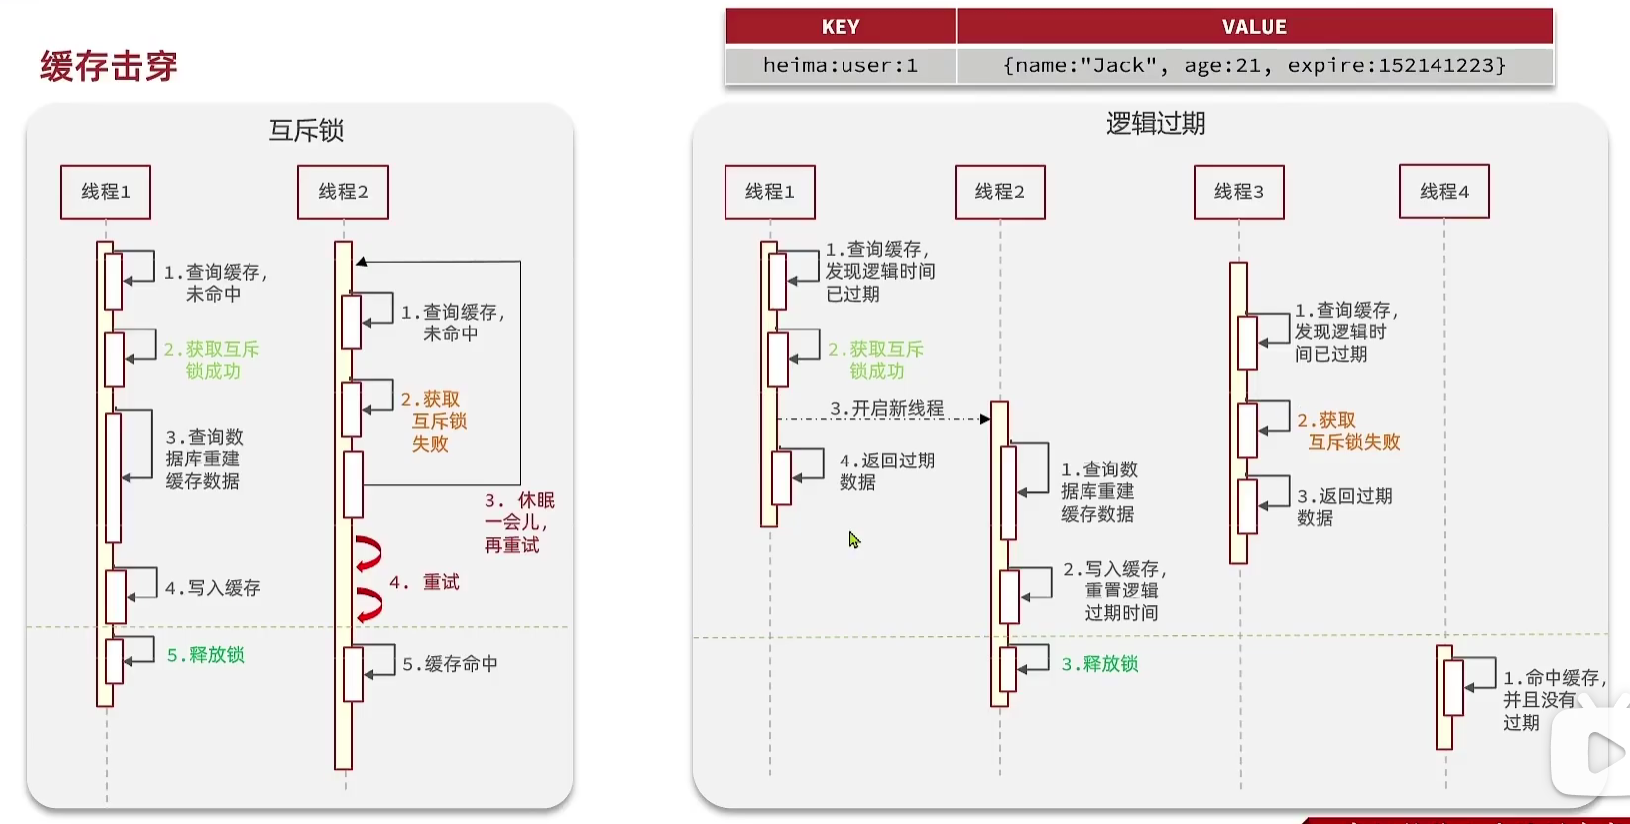 KEY
VALUE
缓存击穿
heima:user:1
{name:"Jack", age:21, expire:152141223}
互斥锁
线程1
线程2
1.查询缓存,
未命中
2.获取互斥
锁成功
3.查询数
据库重建
缓存数据
4.写入缓存
5.释放锁
1.查询缓存,
未命中
2.获取
互斥锁
失败
3. 休眠
一会儿,
再重试
4. 重试
5.缓存命中
逻辑过期
线程1
线程2
线程3
线程4
1.查询缓存,
发现逻辑时间
已过期
2.获取互斥
锁成功
3.开启新线程
4.返回过期
数据
1.查询数
据库重建
缓存数据
2.写入缓存,
重置逻辑
过期时间
3.释放锁
1.查询缓存,
发现逻辑时
间已过期
2.获取
互斥锁失败
3.返回过期
数据
1.命中缓存,
并且没有
过期